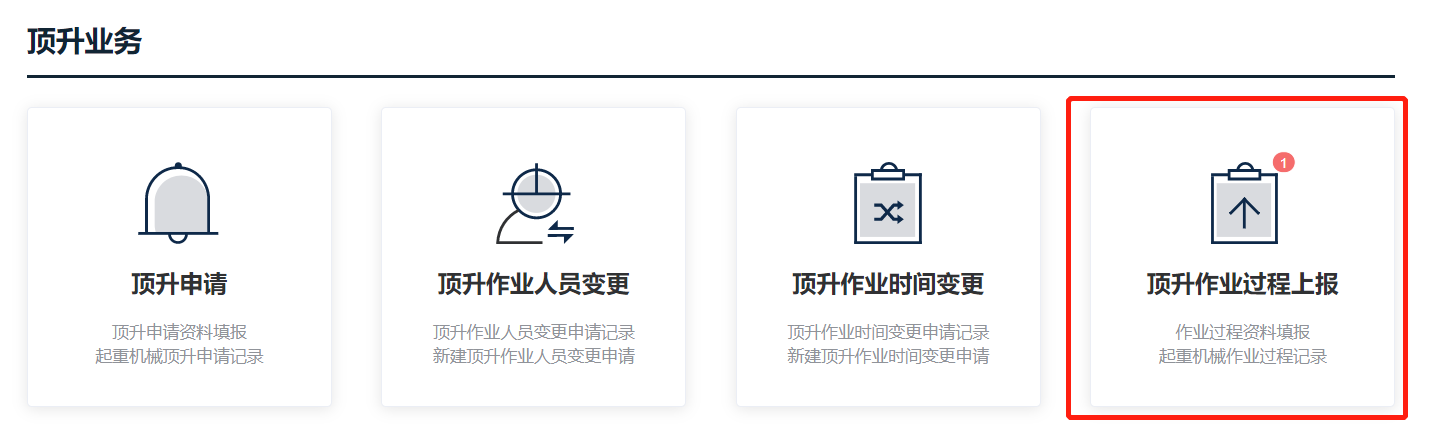 顶升业务
1
顶升申请
顶升申请资料填报
起重机械顶升申请记录
顶升作业人员变更
顶升作业人员变更申请记录
新建顶升作业人员变更申请
顶升作业时间变更
顶升作业时间变更申请记录
新建顶升作业时间变更申请
顶升作业过程上报
作业过程资料填报
起重机械作业过程记录